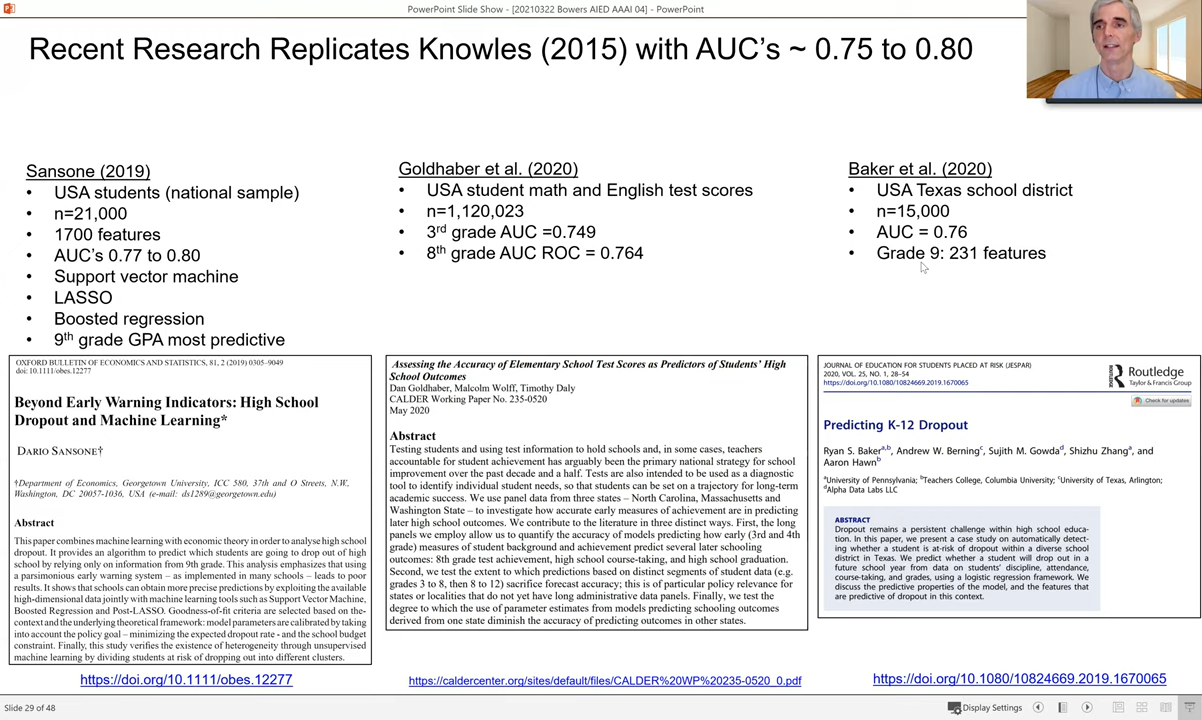 PowerPoint Slide Show - [20210322 Bowers AIED AAAI 04] - PowerPoint
Recent Research Replicates Knowles (2015) with AUC's ~ 0.75 to 0.80
Sansone (2019)
• USA students (national sample)
• n=21,000
• 1700 features
• AUC's 0.77 to 0.80
• Support vector machine
• LASSO
• Boosted regression
• 9th grade GPA most predictive
OXFORD BULLETIN OF ECONOMICS AND STATISTICS, 81, 2 (2019) 0305–9049
doi: 10.1111/obes.12277
Beyond Early Warning Indicators: High School
Dropout and Machine Learning*
DARIO SANSONE†
†Department of Economics, Georgetown University, ICC 580, 37th and O Streets, N.W.,
Washington, DC 20057-1036, USA (e-mail: ds1289@georgetown.edu)
Abstract
This paper combines machine learning with economic theory in order to analyse high school
dropout. It provides an algorithm to predict which students are going to drop out of high
school by relying only on information from 9th grade. This analysis emphasizes that using
a parsimonious early warning system – as implemented in many schools – leads to poor
results. It shows that schools can obtain more precise predictions by exploiting the available
high-dimensional data jointly with machine learning tools such as Support Vector Machine,
Boosted Regression and Post-LASSO. Goodness-of-fit criteria are selected based on the-
context and the underlying theoretical framework: model parameters are calibrated by taking
into account the policy goal – minimizing the expected dropout rate - and the school budget
constraint. Finally, this study verifies the existence of heterogeneity through unsupervised
machine learning by dividing students at risk of dropping out into different clusters.
https://doi.org/10.1111/obes.12277
Goldhaber et al. (2020)
• USA student math and English test scores
• n=1,120,023
• 3rd grade AUC =0.749
• 8th grade AUC ROC = 0.764
Assessing the Accuracy of Elementary School Test Scores as Predictors of Students' High
School Outcomes
Dan Goldhaber, Malcolm Wolff, Timothy Daly
CALDER Working Paper No. 235-0520
May 2020
Abstract
Testing students and using test information to hold schools and, in some cases, teachers
accountable for student achievement has arguably been the primary national strategy for school
improvement over the past decade and a half. Tests are also intended to be used as a diagnostic
tool to identify individual student needs, so that students can be set on a trajectory for long-term
academic success. We use panel data from three states – North Carolina, Massachusetts and
Washington State – to investigate how accurate early measures of achievement are in predicting
later high school outcomes. We contribute to the literature in three distinct ways. First, the long
panels we employ allow us to quantify the accuracy of models predicting how early (3rd and 4th
grade) measures of student background and achievement predict several later schooling
outcomes: 8th grade test achievement, high school course-taking, and high school graduation.
Second, we test the extent to which predictions based on distinct segments of student data (e.g.
grades 3 to 8, then 8 to 12) sacrifice forecast accuracy; this is of particular policy relevance for
states or localities that do not yet have long administrative data panels. Finally, we test the
degree to which the use of parameter estimates from models predicting schooling outcomes
derived from one state diminish the accuracy of predicting outcomes in other states.
https://caldercenter.org/sites/default/files/CALDER%20WP%20235-0520_0.pdf
Baker et al. (2020)
• USA Texas school district
• n=15,000
• AUC = 0.76
• Grade 9: 231 features
JOURNAL OF EDUCATION FOR STUDENTS PLACED AT RISK (JESPAR)
2020, VOL. 25, NO. 1, 28–54
https://doi.org/10.1080/10824669.2019.1670065
Routledge
Taylor & Francis Group
Check for updates
Predicting K-12 Dropout
Ryan S. Bakera,b, Andrew W. Berningc, Sujith M. Gowdad, Shizhu Zhanga, and
Aaron Hawnb
aUniversity of Pennsylvania; bTeachers College, Columbia University; cUniversity of Texas, Arlington;
dAlpha Data Labs LLC
ABSTRACT
Dropout remains a persistent challenge within high school educa-
tion. In this paper, we present a case study on automatically detect-
ing whether a student is at-risk of dropout within a diverse school
district in Texas. We predict whether a student will drop out in a
future school year from data on students' discipline, attendance,
course-taking, and grades, using a logistic regression framework. We
discuss the predictive properties of the model, and the features that
are predictive of dropout in this context.
https://doi.org/10.1080/10824669.2019.1670065
Slide 29 of 48
Display Settings